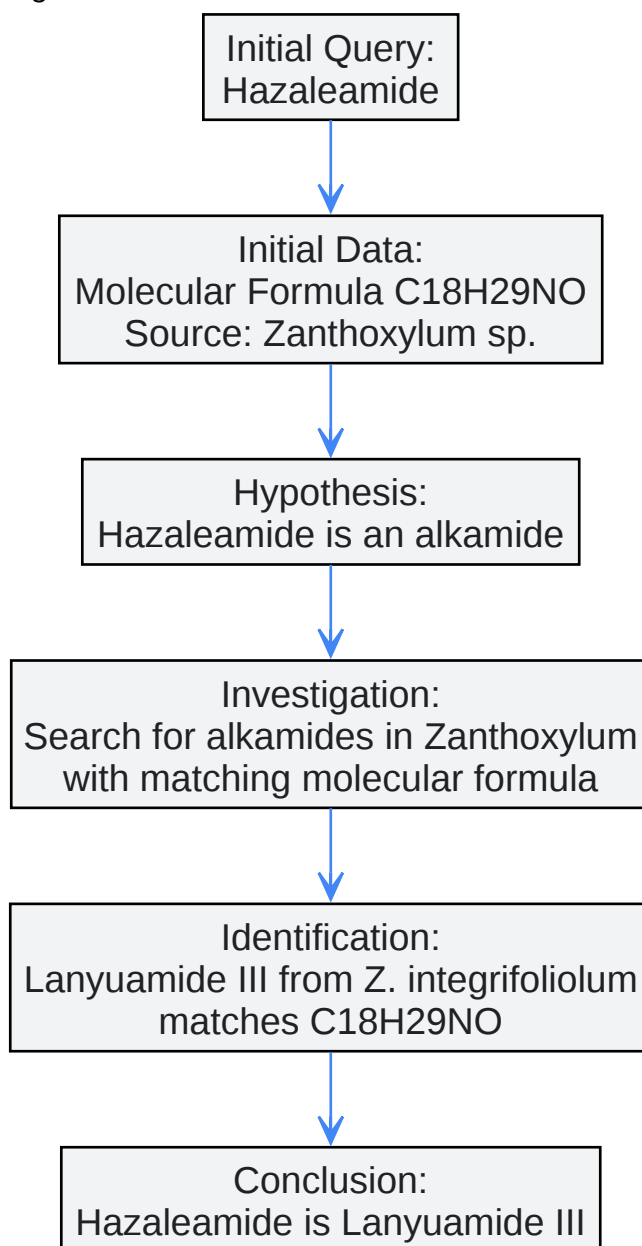 Initial Query:
Hazaleamide
Initial Data:
Molecular Formula C18H29NO
Source: Zanthoxylum sp.
Hypothesis:
Hazaleamide is an alkamide
Investigation:
Search for alkamides in Zanthoxylum
with matching molecular formula
Identification:
Lanyuamide III from Z. integrifoliolum
matches C18H29NO
Conclusion:
Hazaleamide is Lanyuamide III